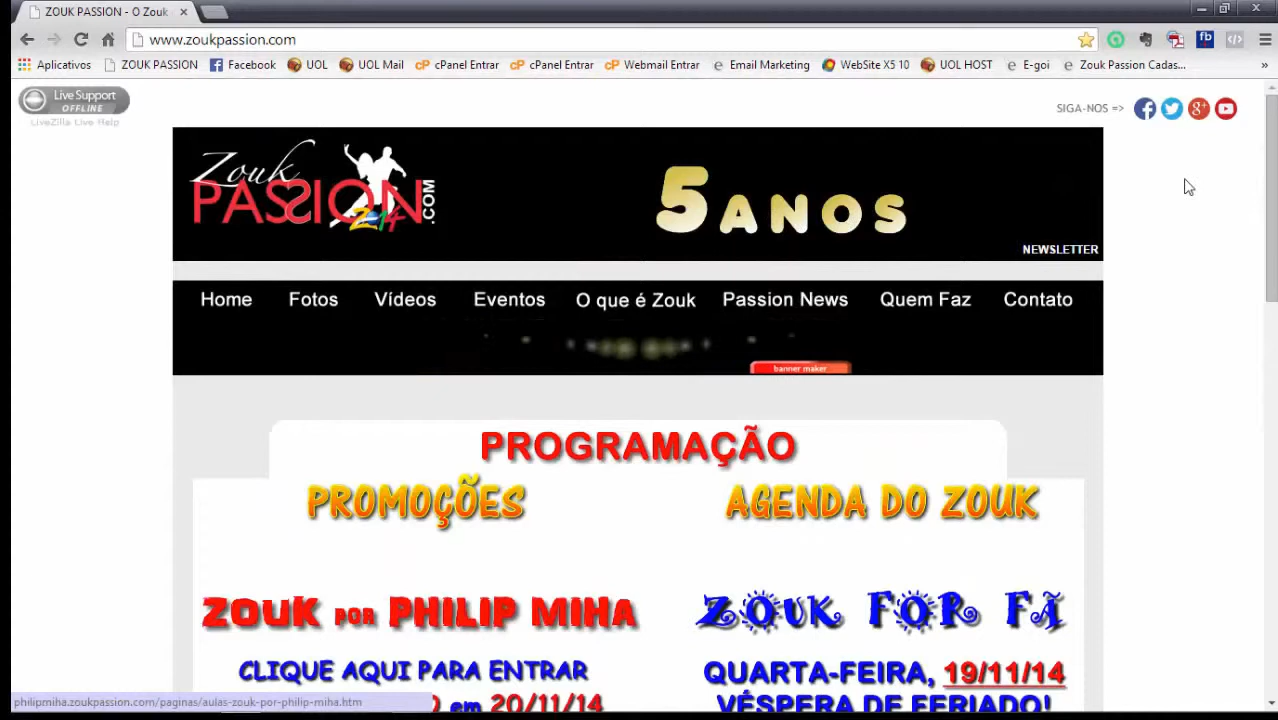 ZOUK PASSION - O Zouk
www.zoukpassion.com
Aplicativos ZOUK PASSION Facebook UOL UOL Mail cPanel Entrar cPanel Entrar Webmail Entrar Email Marketing WebSite X5 10 UOL HOST E-goi Zouk Passion Cadas... »
Live Support
OFFLINE
LiveZilla Live Help
SIGA-NOS =>
Zouk
PASSION.COM
2014
5 ANOS
NEWSLETTER
Home Fotos Vídeos Eventos O que é Zouk Passion News Quem Faz Contato
banner maker
PROGRAMAÇÃO
PROMOÇÕES
AGENDA DO ZOUK
ZOUK POR PHILIP MIHA
ZOUK FOR FÃ
CLIQUE AQUI PARA ENTRAR
QUARTA-FEIRA, 19/11/14
em 20/11/14
VÉSPERA DE FERIADO!
philipmiha.zoukpassion.com/paginas/aulas-zouk-por-philip-miha.htm